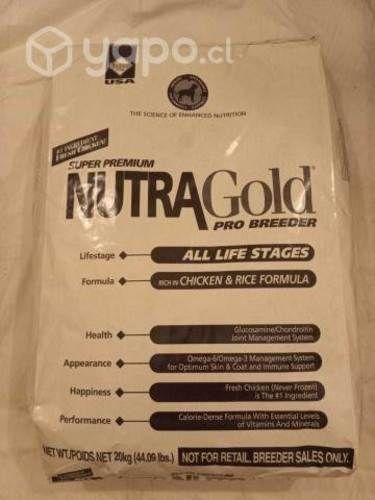 yapo.cl
USA
THE SCIENCE OF ENHANCED NUTRITION
#1 INGREDIENT
FRESH CHICKEN!
SUPER PREMIUM
NUTRAGold
PRO BREEDER
Lifestage ALL LIFE STAGES
Formula RICH IN CHICKEN & RICE FORMULA
Health Glucosamine/Chondroitin
Joint Management System
Appearance Omega-6/Omega-3 Management System
for Optimum Skin & Coat and Immune Support
Happiness Fresh Chicken (Never Frozen)
is The #1 Ingredient
Performance Calorie-Dense Formula With Essential Levels
of Vitamins And Minerals
NET WT./POIDS. NET 20kg (44.09 lbs.) NOT FOR RETAIL. BREEDER SALES ONLY.